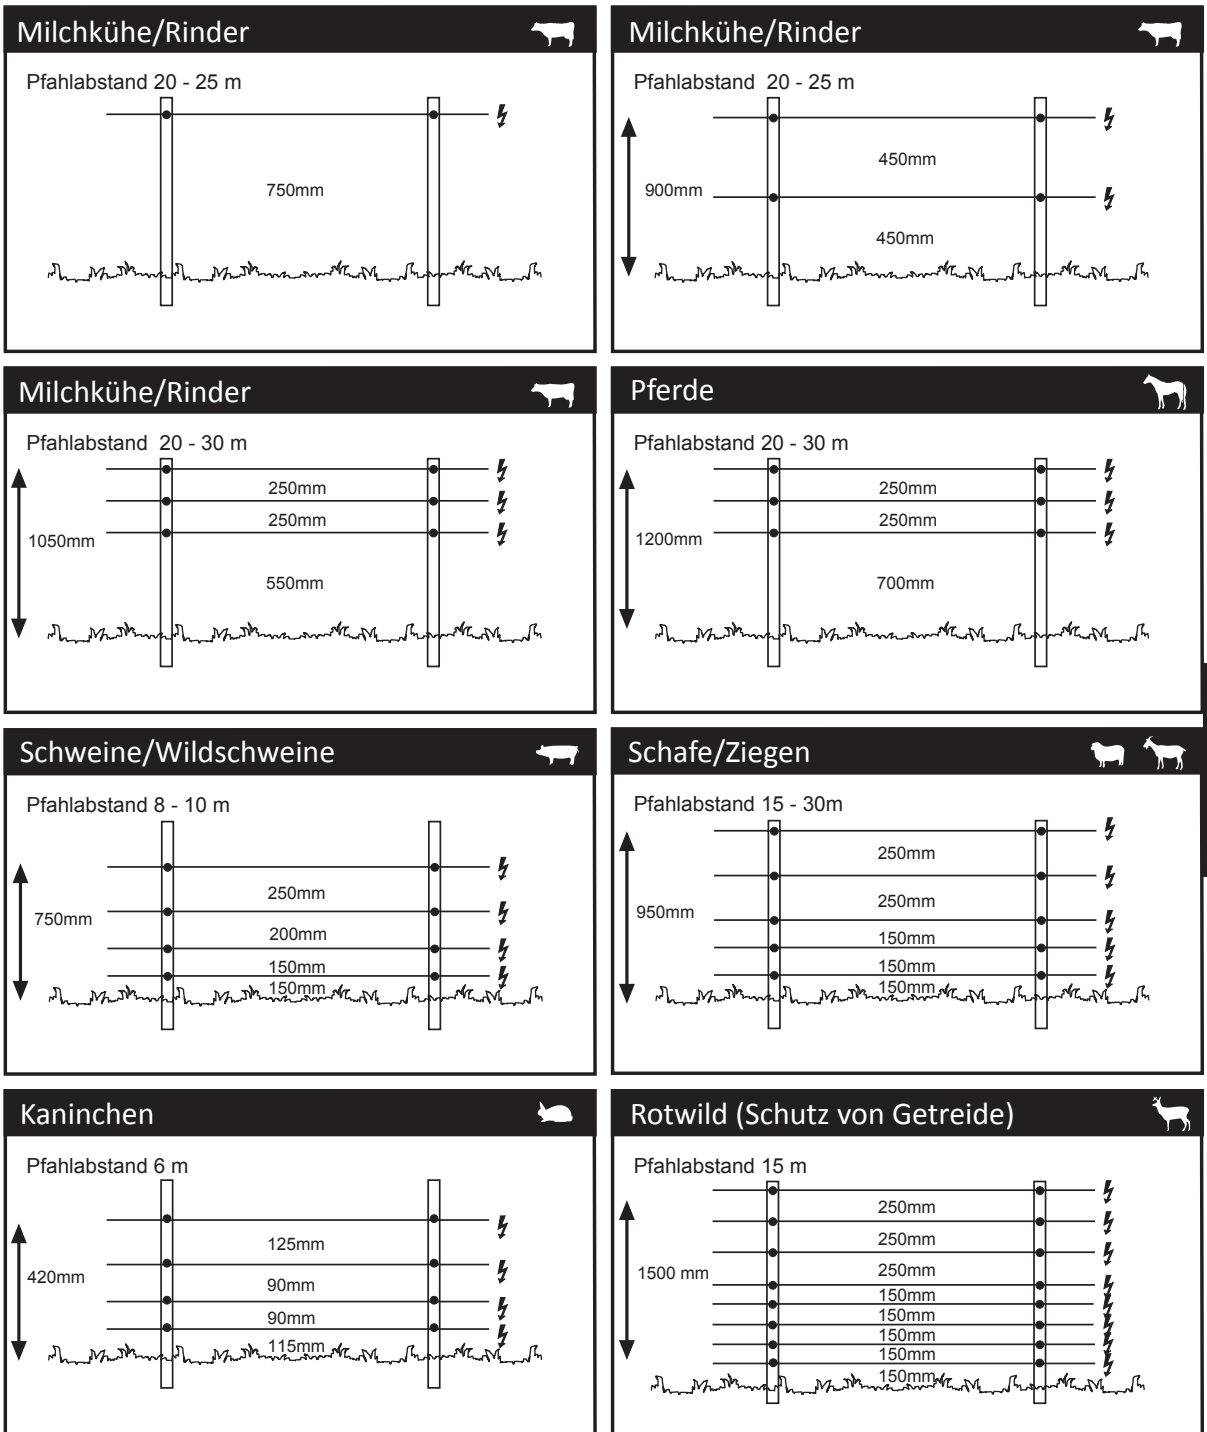 Milchkühe/Rinder
Pfahlabstand 20 - 25 m
750mm
Milchkühe/Rinder
Pfahlabstand  20 - 25 m
450mm
900mm
450mm
Milchkühe/Rinder
Pfahlabstand  20 - 30 m
250mm
250mm
1050mm
550mm
Pferde
Pfahlabstand 20 - 30 m
250mm
250mm
1200mm
700mm
Schweine/Wildschweine
Pfahlabstand 8 - 10 m
250mm
750mm
200mm
150mm
150mm
Schafe/Ziegen
Pfahlabstand 15 - 30m
250mm
250mm
950mm
150mm
150mm
150mm
Kaninchen
Pfahlabstand 6 m
125mm
420mm
90mm
90mm
115mm
Rotwild (Schutz von Getreide)
Pfahlabstand 15 m
250mm
250mm
250mm
1500 mm
150mm
150mm
150mm
150mm
150mm